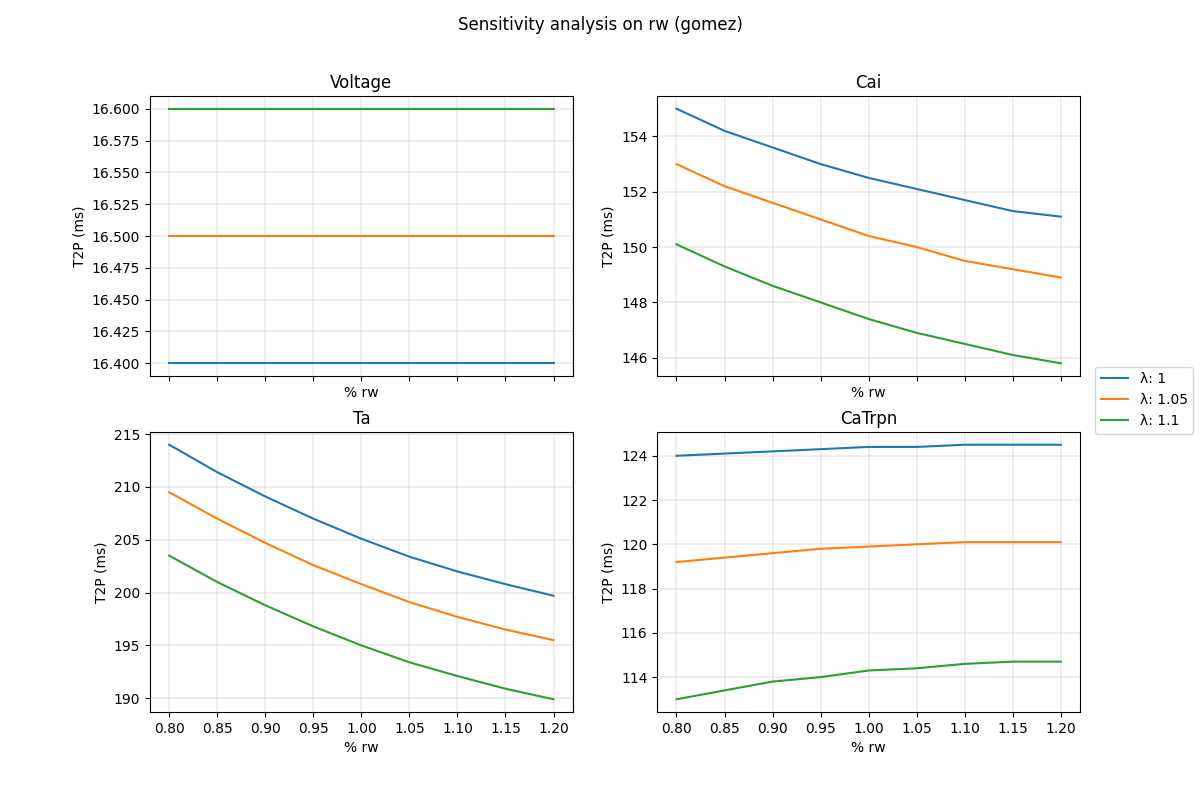 Sensitivity analysis on rw (gomez)
Voltage
T2P (ms)
16.600
16.575
16.550
16.525
16.500
16.475
16.450
16.425
16.400
% rw
Cai
T2P (ms)
154
152
150
148
146
% rw
λ: 1
λ: 1.05
λ: 1.1
Ta
T2P (ms)
215
210
205
200
195
190
0.80 0.85 0.90 0.95 1.00 1.05 1.10 1.15 1.20
% rw
CaTrpn
T2P (ms)
124
122
120
118
116
114
0.80 0.85 0.90 0.95 1.00 1.05 1.10 1.15 1.20
% rw